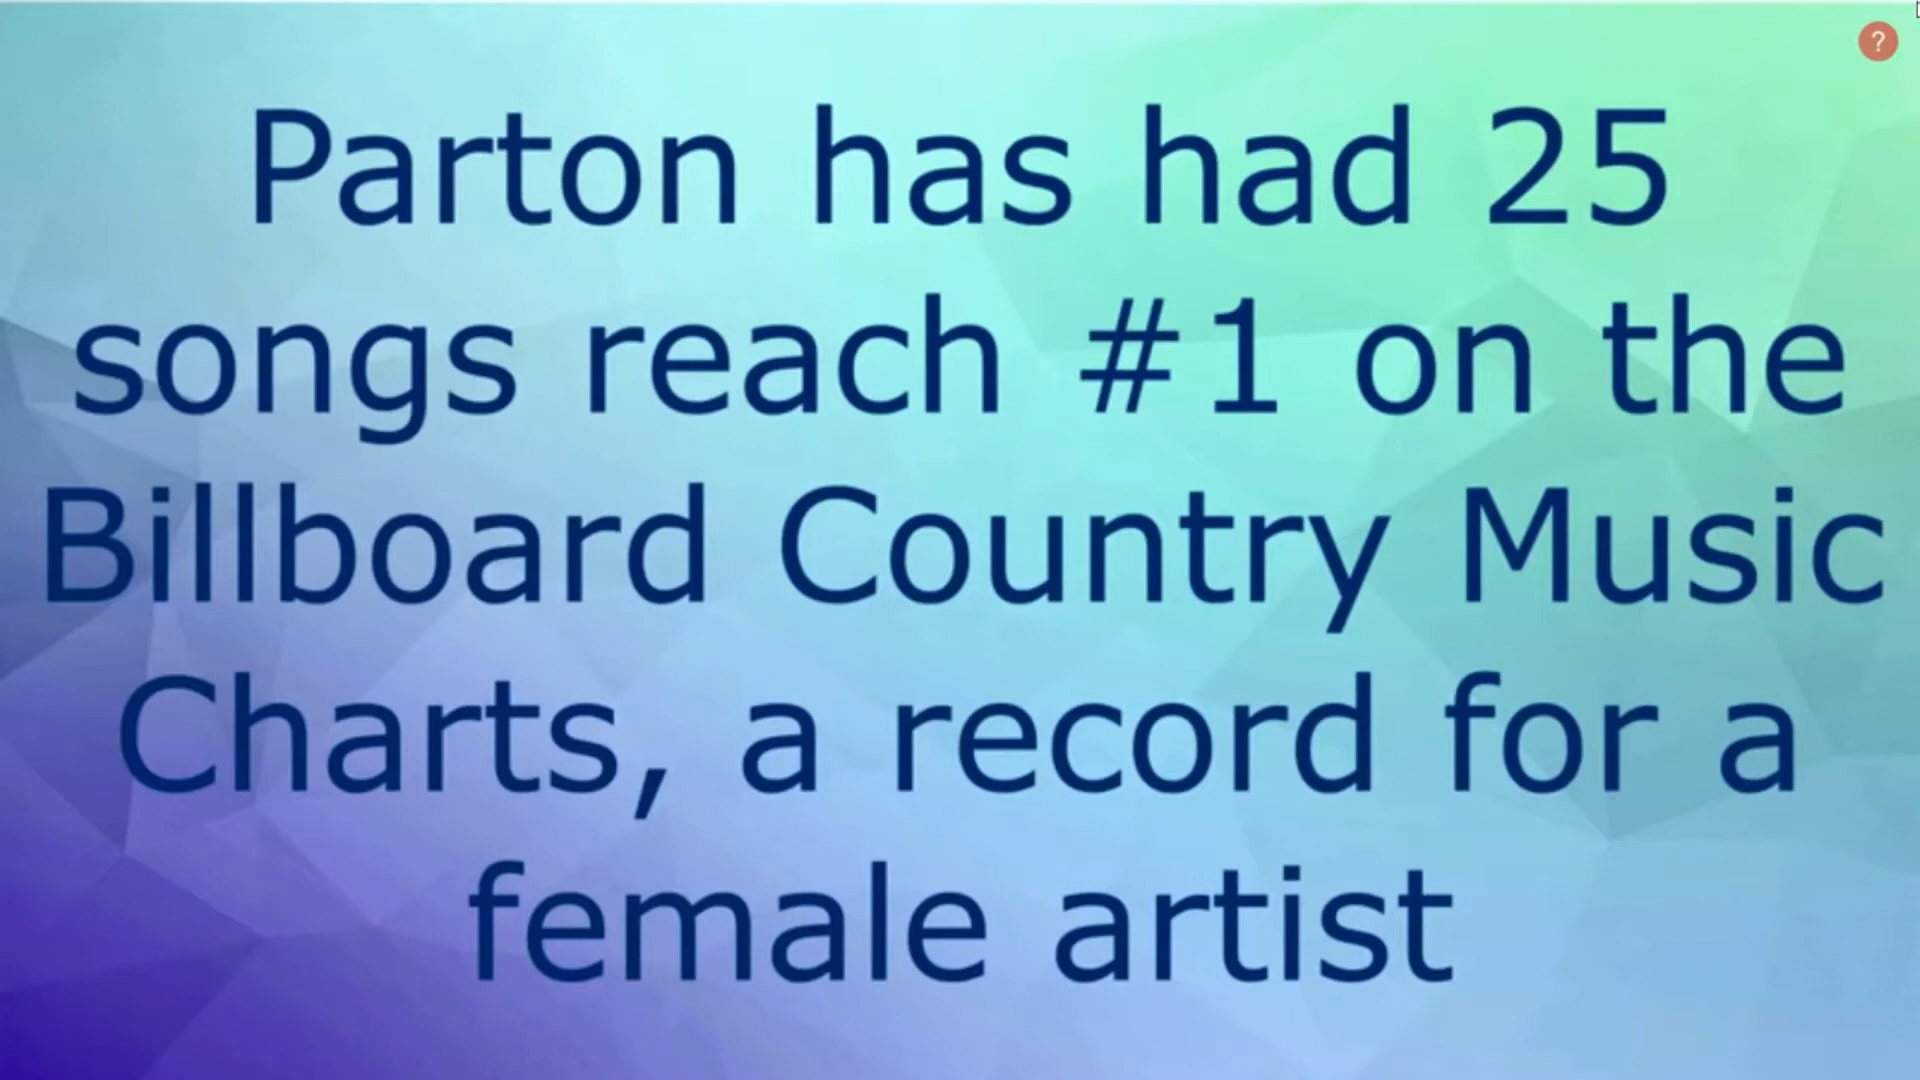 ?
Parton has had 25
songs reach #1 on the
Billboard Country Music
Charts, a record for a
female artist